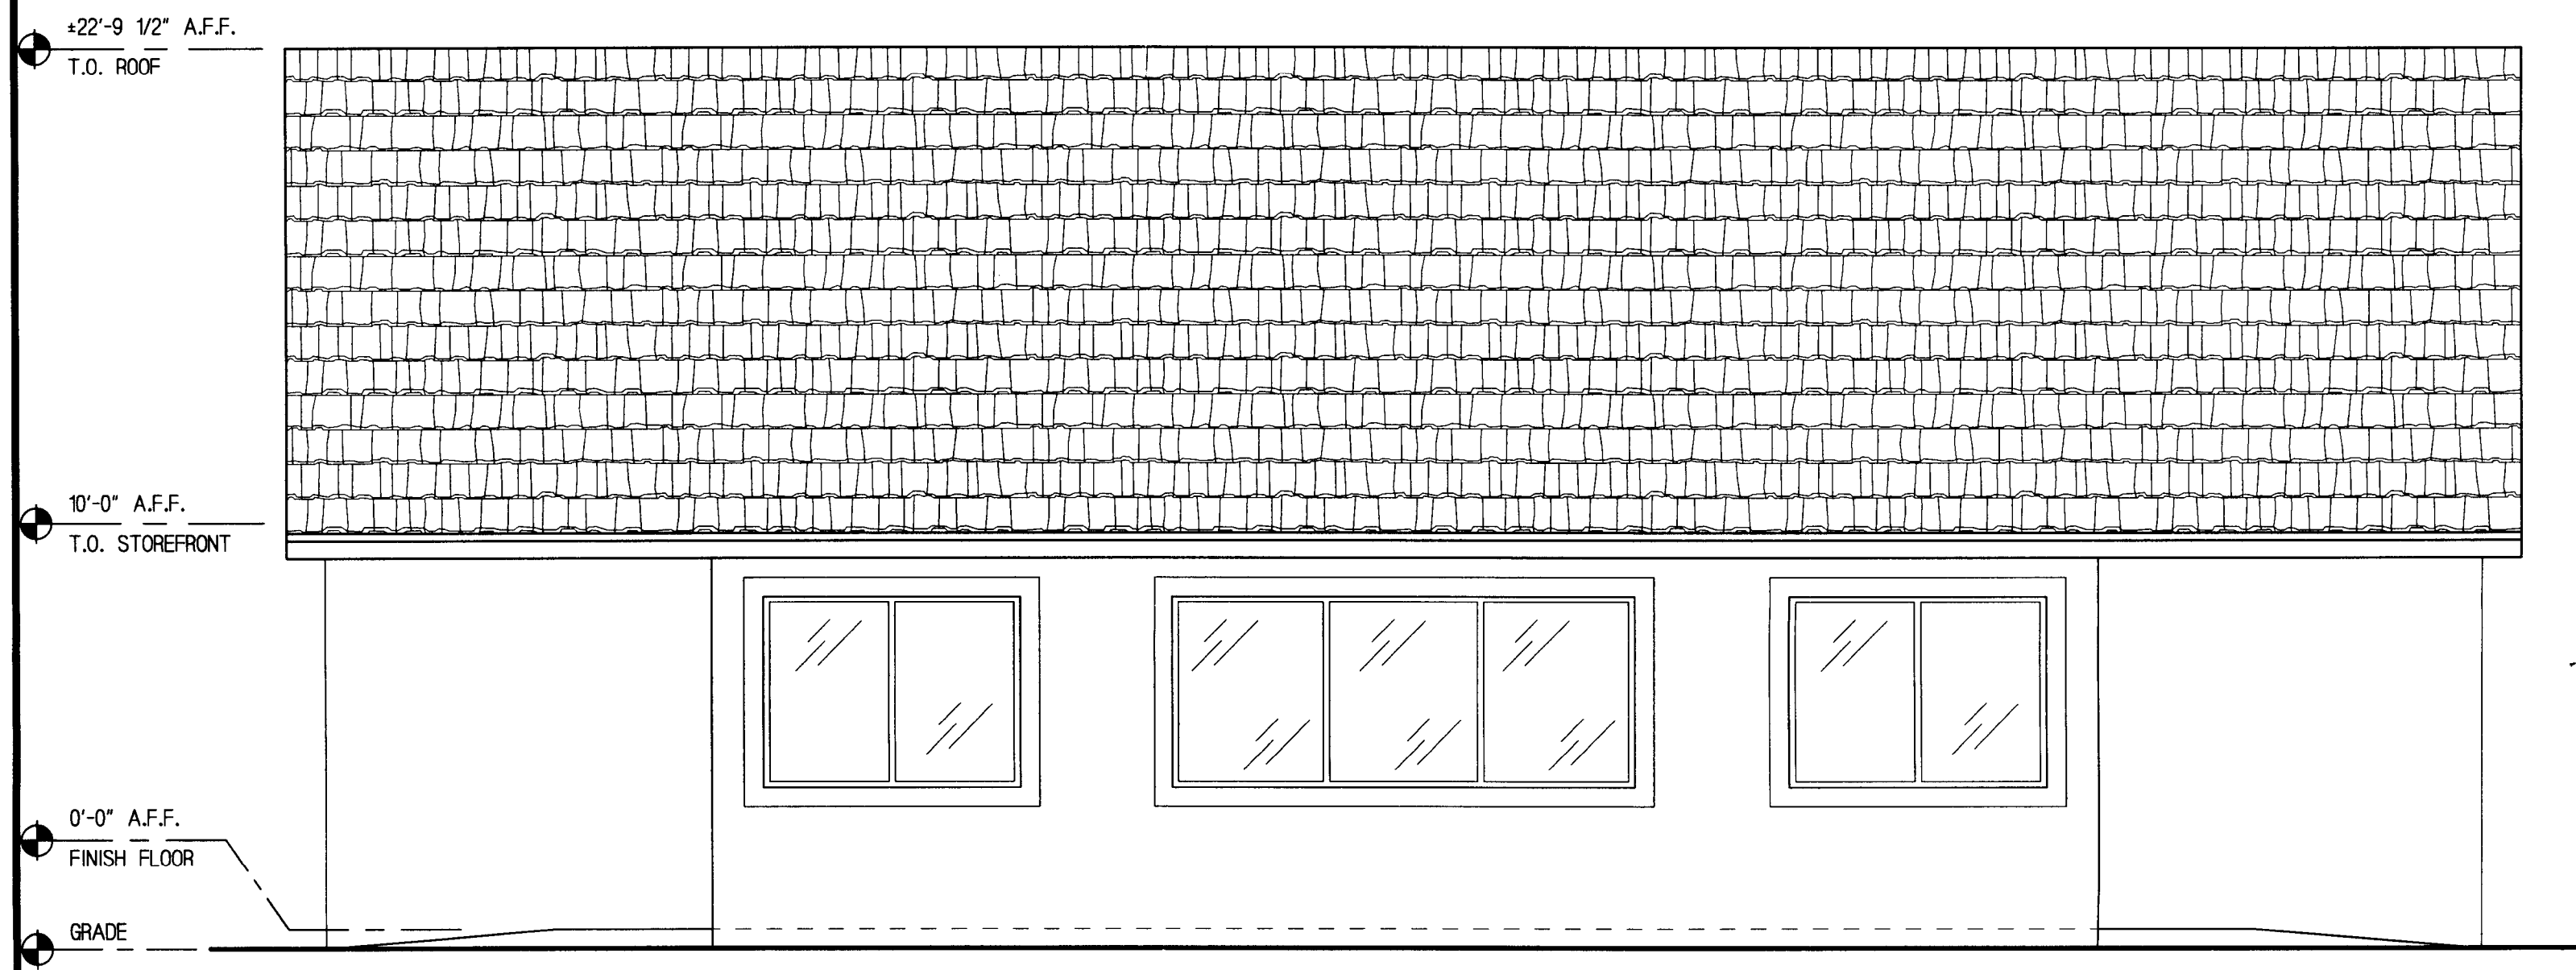 ±22'-9 1/2" A.F.F.
T.O. ROOF
10'-0" A.F.F.
T.O. STOREFRONT
0'-0" A.F.F.
FINISH FLOOR
GRADE